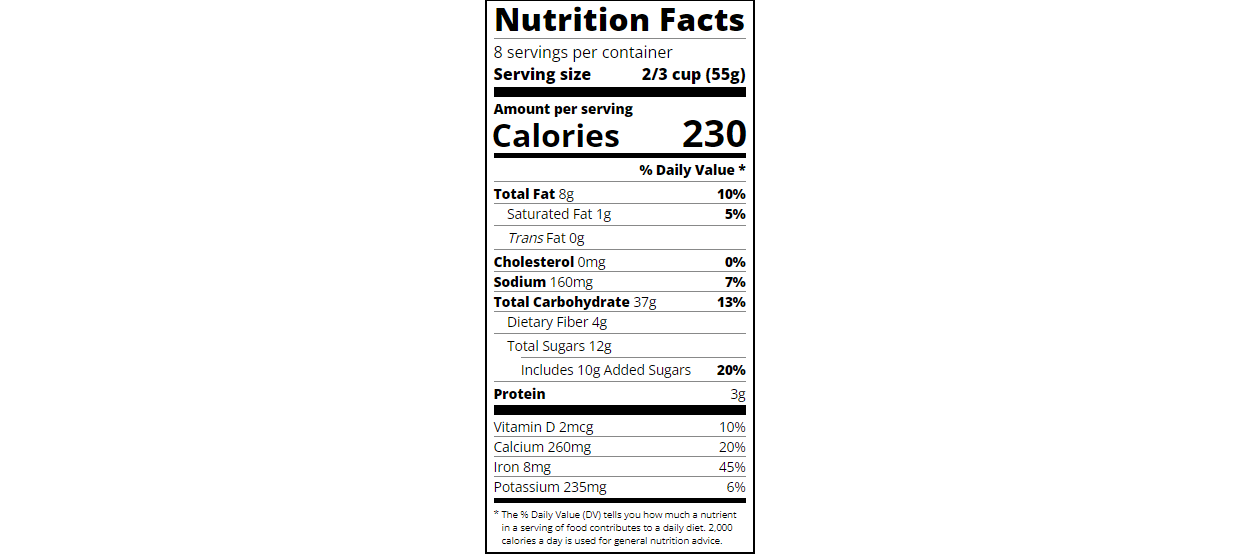 Nutrition Facts
8 servings per container
Serving size 2/3 cup (55g)
Amount per serving
Calories 230
% Daily Value *
Total Fat 8g 10%
Saturated Fat 1g 5%
Trans Fat 0g
Cholesterol 0mg 0%
Sodium 160mg 7%
Total Carbohydrate 37g 13%
Dietary Fiber 4g
Total Sugars 12g
Includes 10g Added Sugars 20%
Protein 3g
Vitamin D 2mcg 10%
Calcium 260mg 20%
Iron 8mg 45%
Potassium 235mg 6%
* The % Daily Value (DV) tells you how much a nutrient
in a serving of food contributes to a daily diet. 2,000
calories a day is used for general nutrition advice.